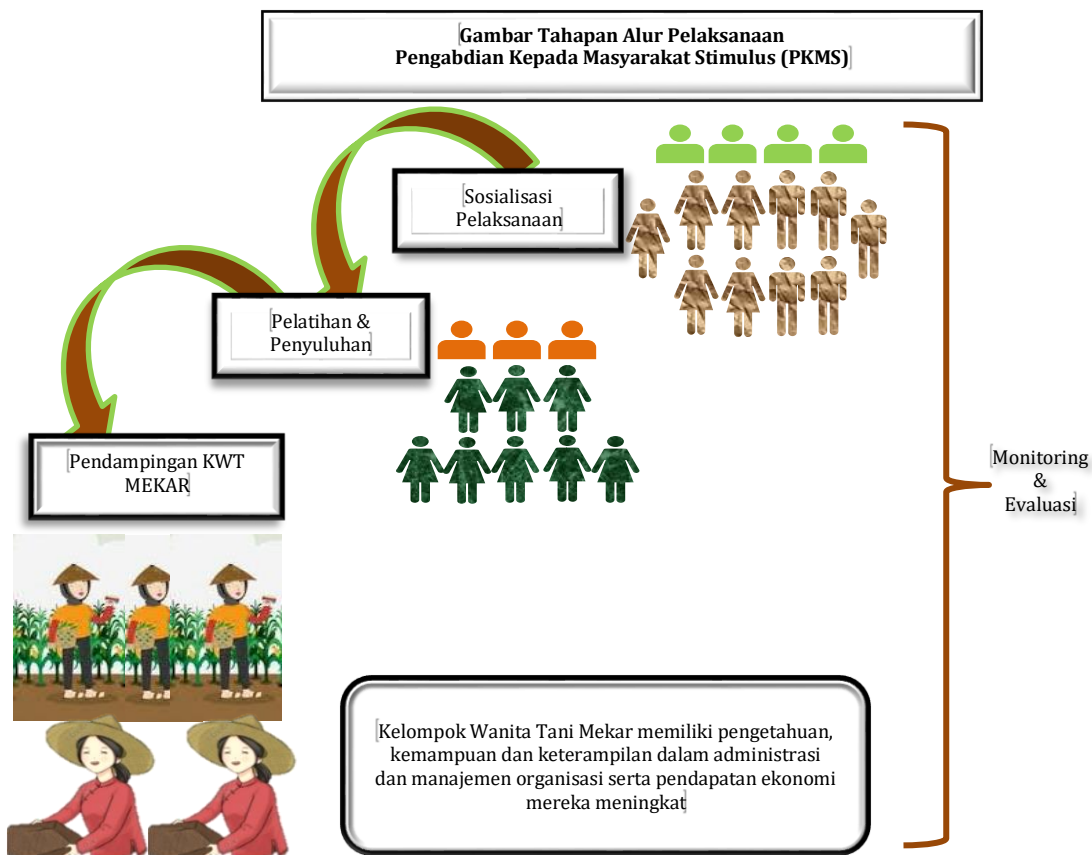 Gambar Tahapan Alur Pelaksanaan
Pengabdian Kepada Masyarakat Stimulus (PKMS)
Sosialisasi
Pelaksanaan
Pelatihan &
Penyuluhan
Pendampingan KWT
MEKAR
Monitoring
&
Evaluasi
Kelompok Wanita Tani Mekar memiliki pengetahuan,
kemampuan dan keterampilan dalam administrasi
dan manajemen organisasi serta pendapatan ekonomi
mereka meningkat